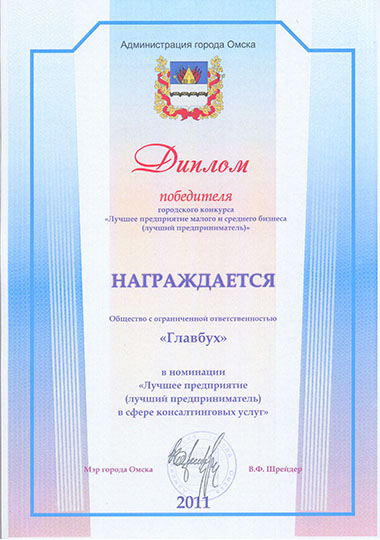 Администрация города Омска
Диплом
победителя
городского конкурса
«Лучшее предприятие малого и среднего бизнеса
(лучший предприниматель)»
НАГРАЖДАЕТСЯ
Общество с ограниченной ответственностью
«Главбух»
в номинации
«Лучшее предприятие
(лучший предприниматель)
в сфере консалтинговых услуг»
Мэр города Омска В.Ф. Шрейдер
2011